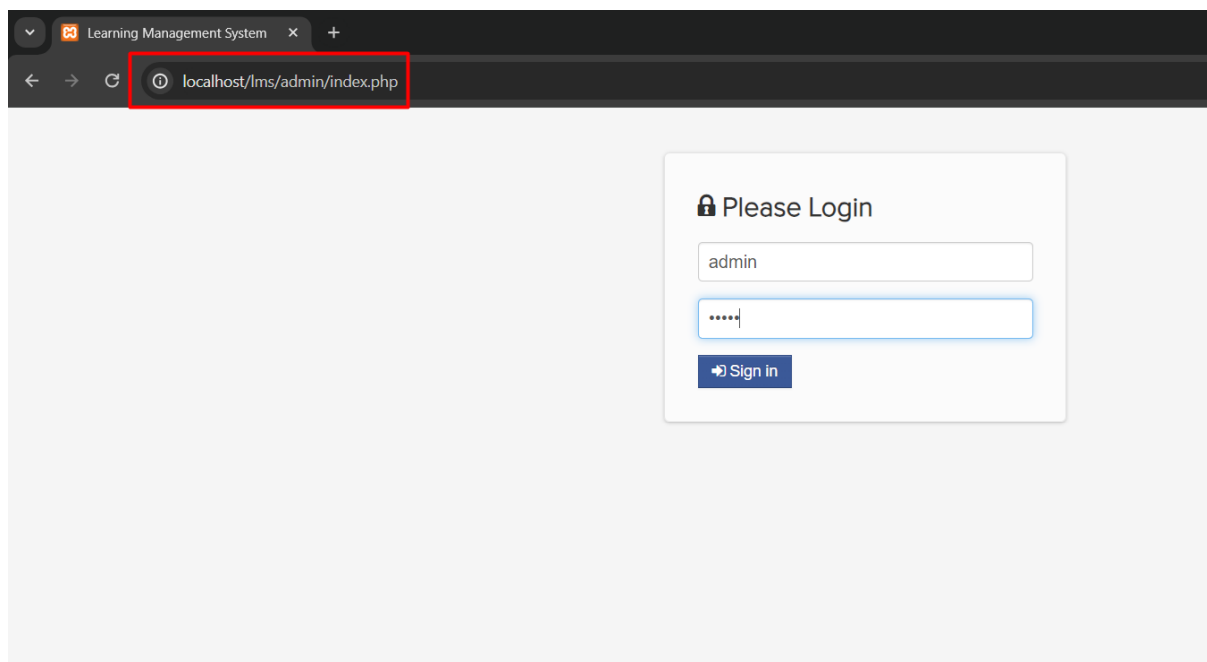 Learning Management System
localhost/lms/admin/index.php
Please Login
admin
•••••
Sign in